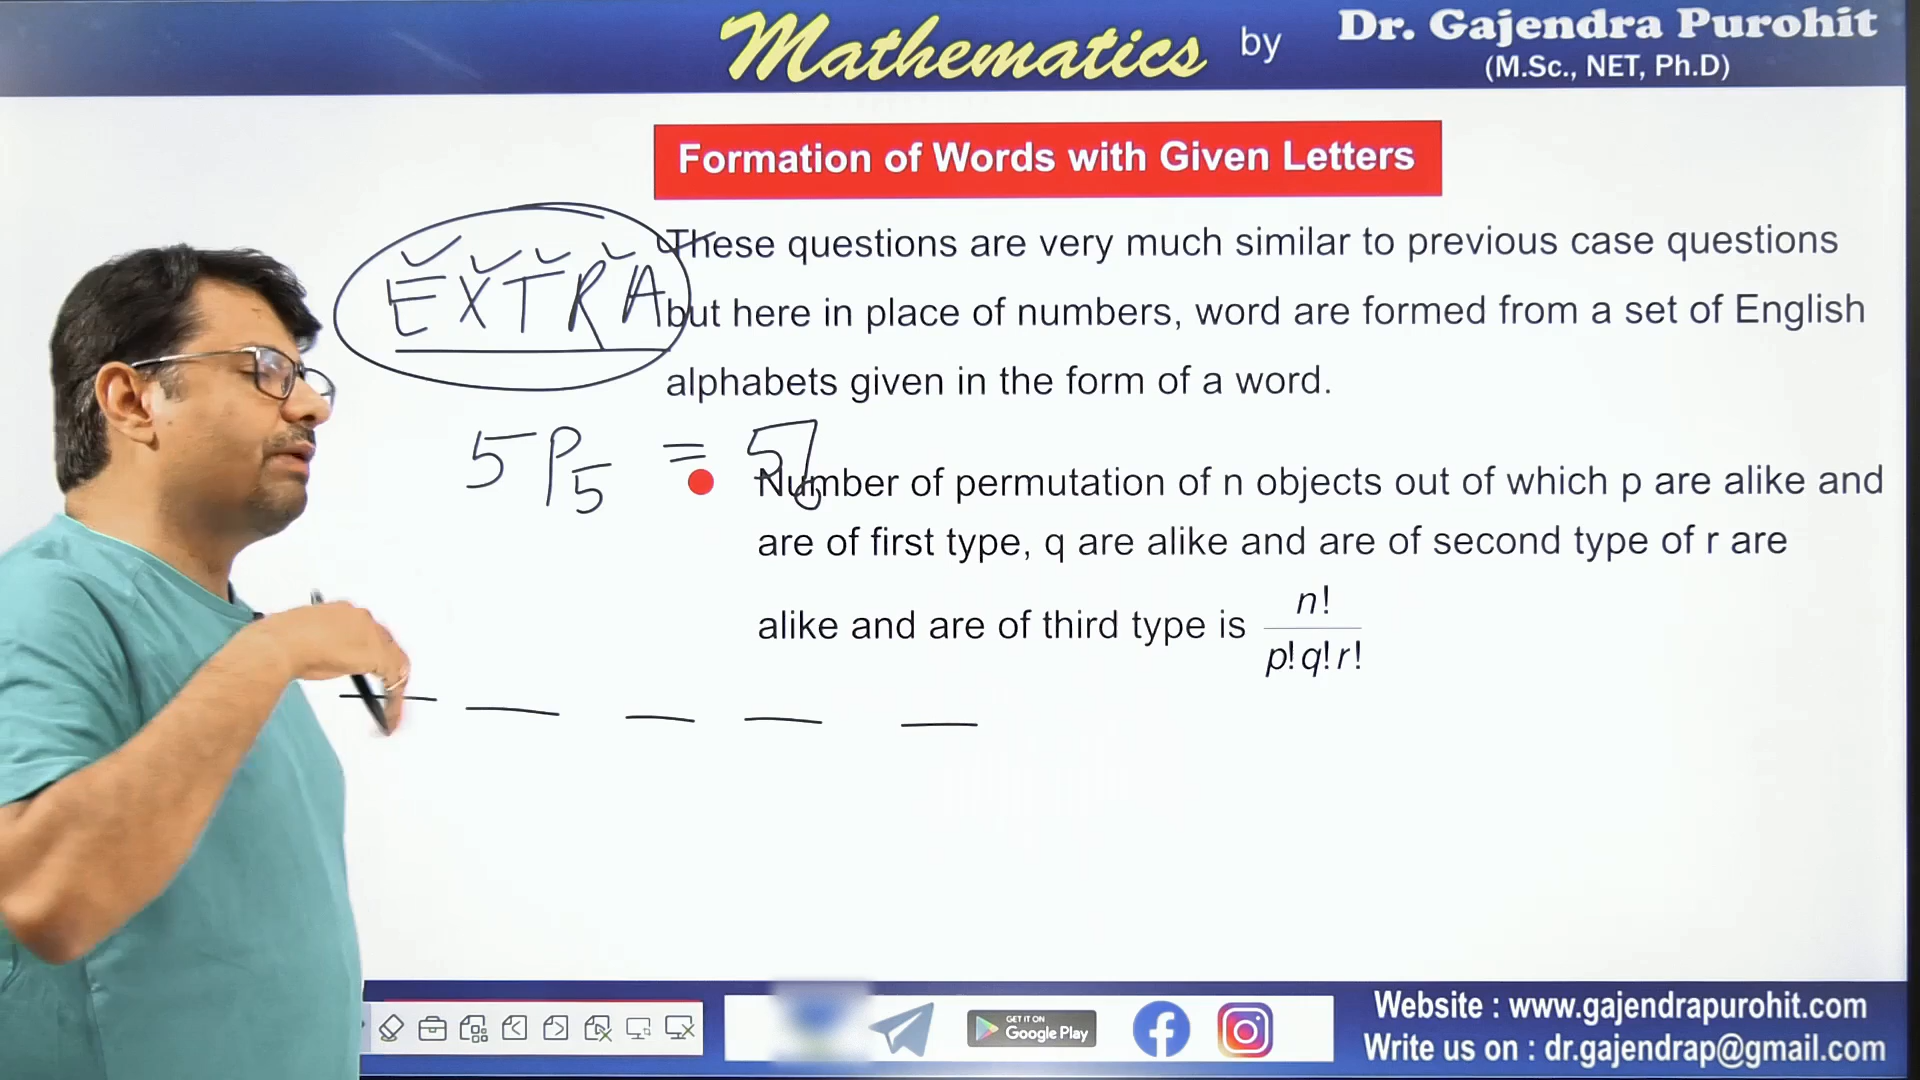 Mathematics by Dr. Gajendra Purohit
(M.Sc., NET, Ph.D)
Formation of Words with Given Letters
EXTRA
These questions are very much similar to previous case questions
but here in place of numbers, word are formed from a set of English
alphabets given in the form of a word.
5P5 = 5!
Number of permutation of n objects out of which p are alike and
are of first type, q are alike and are of second type of r are
alike and are of third type is n! / p!q!r!
GET IT ON
Google Play
Website : www.gajendrapurohit.com
Write us on : dr.gajendrap@gmail.com